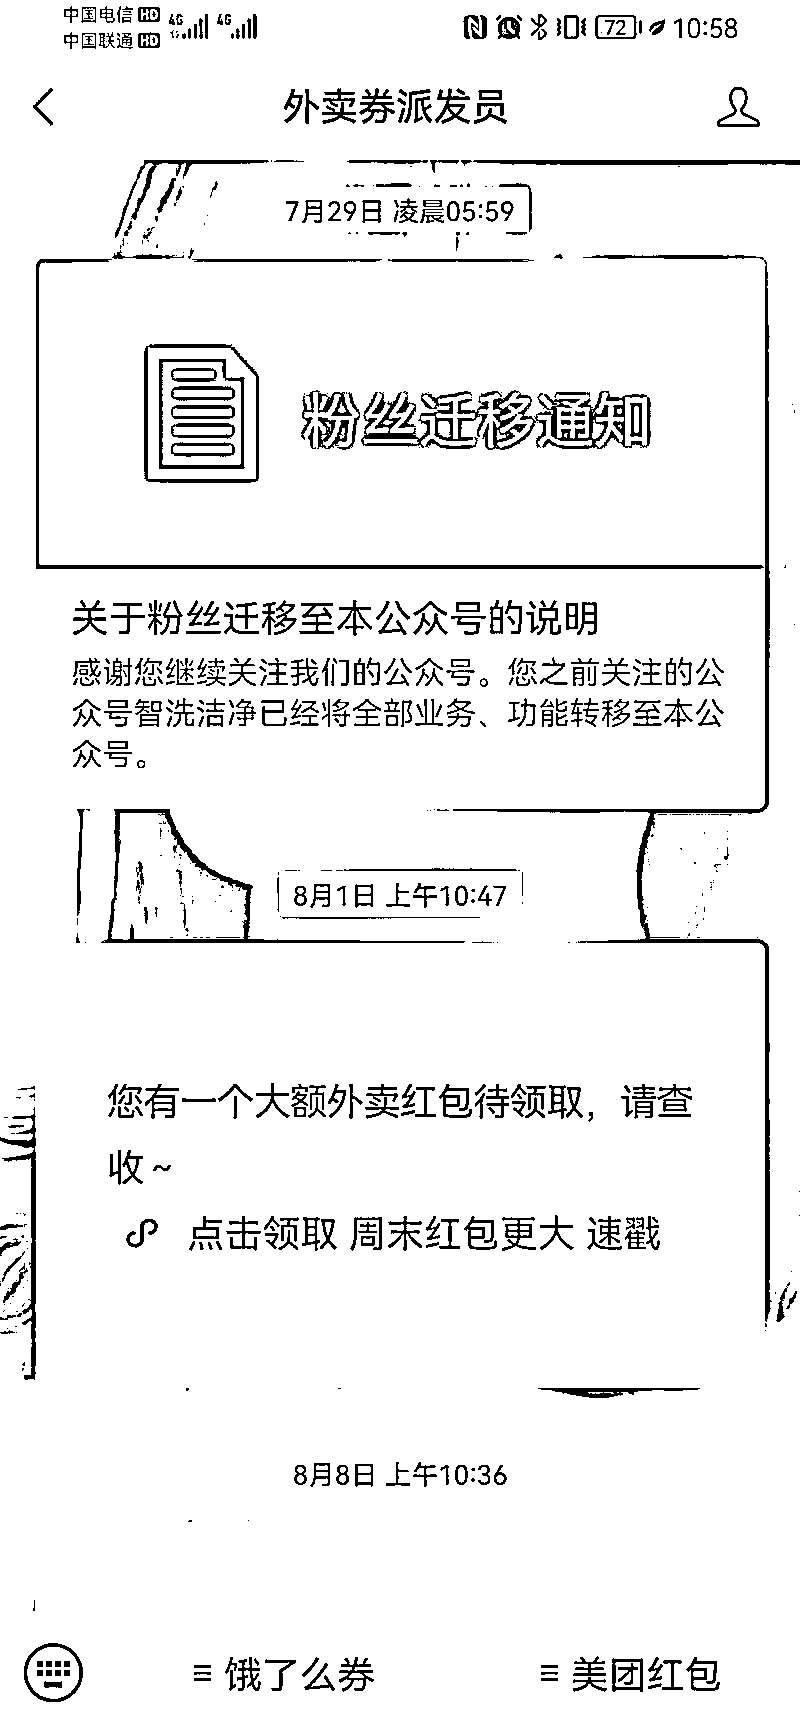 中国电信 HD 4G 4G 72 10:58
中国联通 HD
外卖券派发员
7月29日 凌晨05:59
粉丝迁移通知
关于粉丝迁移至本公众号的说明
感谢您继续关注我们的公众号。您之前关注的公
众号智洗洁净已经将全部业务、功能转移至本公
众号。
8月1日 上午10:47
您有一个大额外卖红包待领取，请查
收~
点击领取 周末红包更大 速戳
8月8日 上午10:36
饿了么券
美团红包